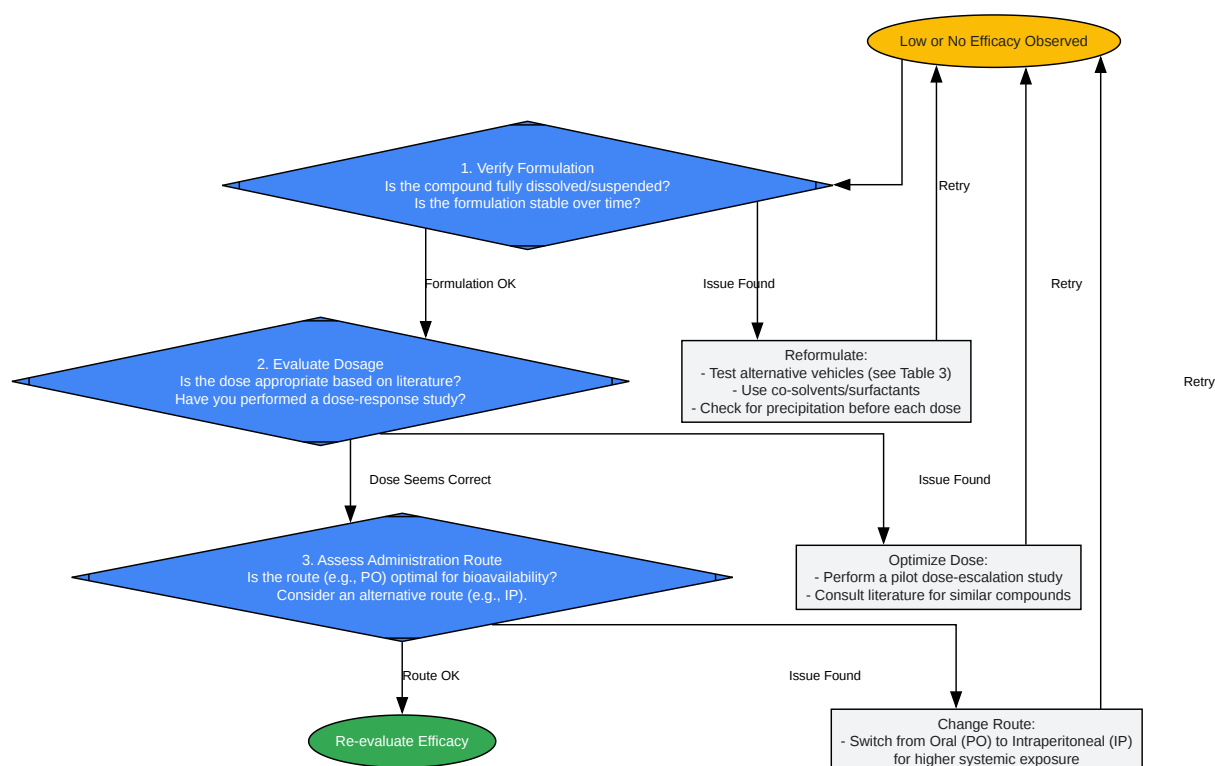 Low or No Efficacy Observed
1. Verify Formulation
Is the compound fully dissolved/suspended?
Is the formulation stable over time?
Retry
Formulation OK
Issue Found
Retry
2. Evaluate Dosage
Is the dose appropriate based on literature?
Have you performed a dose-response study?
Reformulate:
- Test alternative vehicles (see Table 3)
- Use co-solvents/surfactants
- Check for precipitation before each dose
Retry
Dose Seems Correct
Issue Found
3. Assess Administration Route
Is the route (e.g., PO) optimal for bioavailability?
Consider an alternative route (e.g., IP).
Optimize Dose:
- Perform a pilot dose-escalation study
- Consult literature for similar compounds
Route OK
Issue Found
Re-evaluate Efficacy
Change Route:
- Switch from Oral (PO) to Intraperitoneal (IP)
for higher systemic exposure